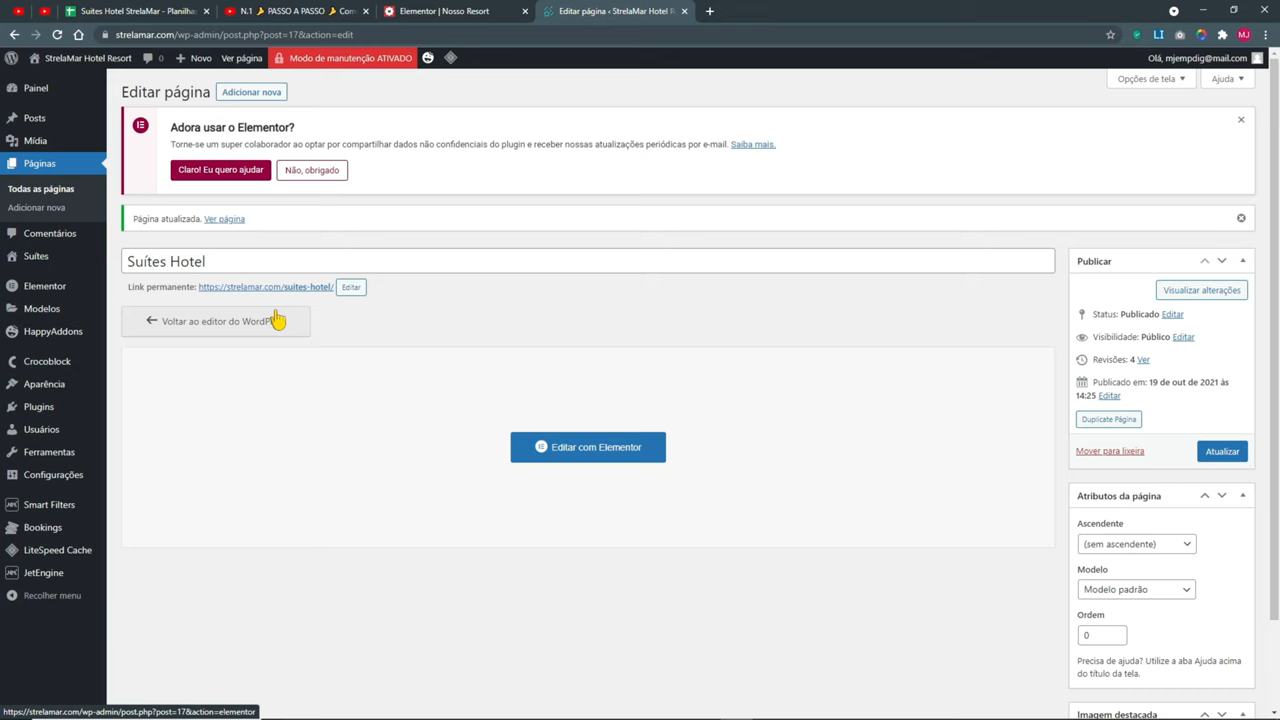 Suites Hotel StrelaMar - Planilha
N.1 PASSO A PASSO Com
Elementor | Nosso Resort
Editar página ‹ StrelaMar Hotel R
strelamar.com/wp-admin/post.php?post=17&action=edit
StrelaMar Hotel Resort
0
Novo
Ver página
Modo de manutenção ATIVADO
Olá, mjempdig@mail.com
Painel
Posts
Mídia
Páginas
Todas as páginas
Adicionar nova
Comentários
Suítes
Elementor
Modelos
HappyAddons
Crocoblock
Aparência
Plugins
Usuários
Ferramentas
Configurações
Smart Filters
Bookings
LiteSpeed Cache
JetEngine
Recolher menu
Opções de tela
Ajuda
Editar página
Adicionar nova
Adora usar o Elementor?
Torne-se um super colaborador ao optar por compartilhar dados não confidenciais do plugin e receber nossas atualizações periódicas por e-mail. Saiba mais.
Claro! Eu quero ajudar
Não, obrigado
Página atualizada. Ver página
Suítes Hotel
Link permanente: https://strelamar.com/suites-hotel/ Editar
Voltar ao editor do WordP
Editar com Elementor
Publicar
Visualizar alterações
Status: Publicado Editar
Visibilidade: Público Editar
Revisões: 4 Ver
Publicado em: 19 de out de 2021 às
14:25 Editar
Duplicate Página
Mover para lixeira
Atualizar
Atributos da página
Ascendente
(sem ascendente)
Modelo
Modelo padrão
Ordem
0
Precisa de ajuda? Utilize a aba Ajuda acima
do título da tela.
Imagem destacada
https://strelamar.com/wp-admin/post.php?post=17&action=elementor